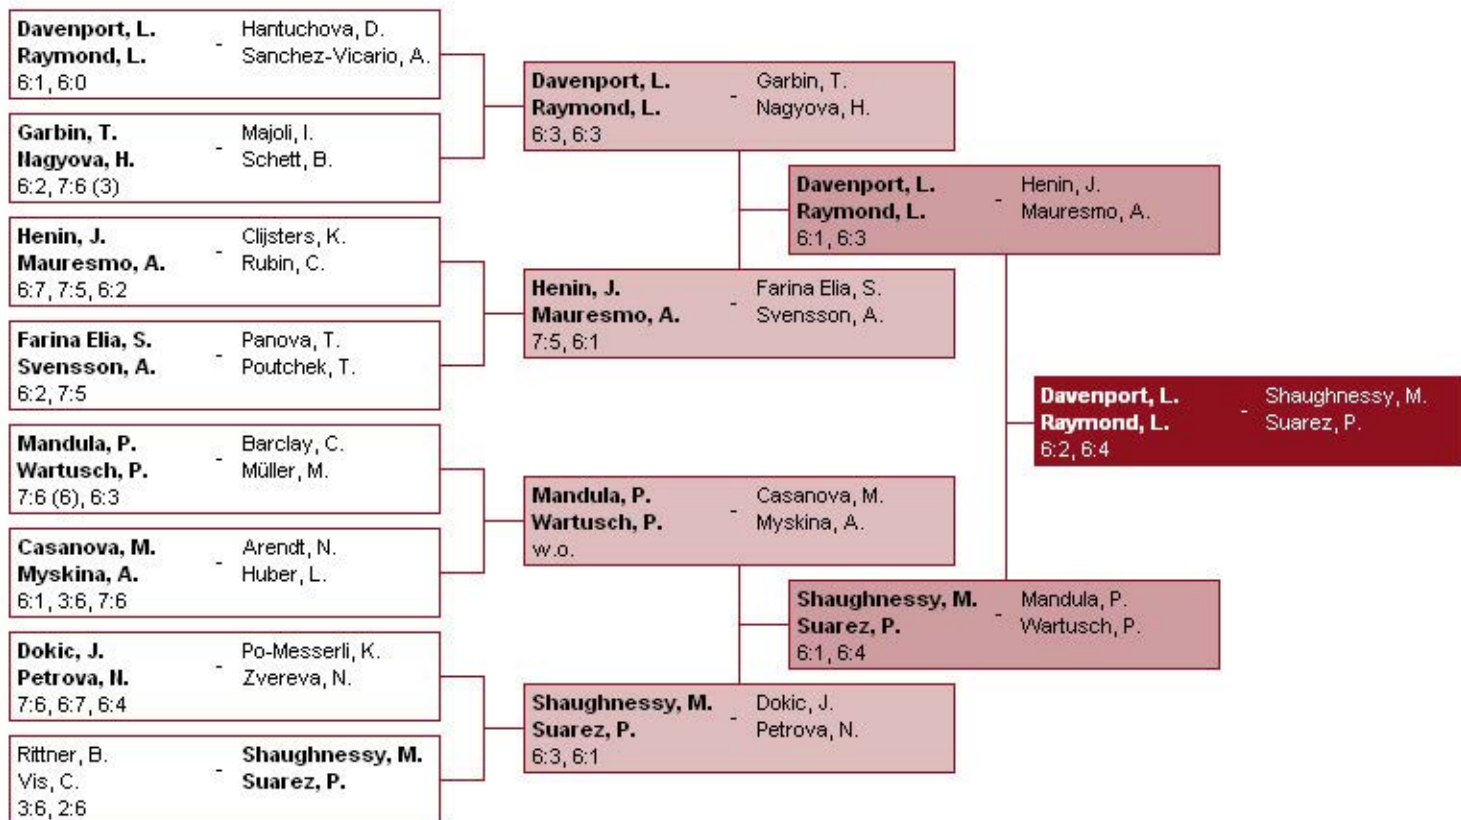 Davenport, L. - Hantuchova, D.
Raymond, L. Sanchez-Vicario, A.
6:1, 6:0
Garbin, T. - Majoli, I.
Nagyova, H. Schett, B.
6:2, 7:6 (3)
Henin, J. - Clijsters, K.
Mauresmo, A. Rubin, C.
6:7, 7:5, 6:2
Farina Elia, S. - Panova, T.
Svensson, A. Poutchek, T.
6:2, 7:5
Mandula, P. - Barclay, C.
Wartusch, P. Müller, M.
7:6 (6), 6:3
Casanova, M. - Arendt, N.
Myskina, A. Huber, L.
6:1, 3:6, 7:6
Dokic, J. - Po-Messerli, K.
Petrova, N. Zvereva, N.
7:6, 6:7, 6:4
Rittner, B. - Shaughnessy, M.
Vis, C. Suarez, P.
3:6, 2:6
Davenport, L. - Garbin, T.
Raymond, L. Nagyova, H.
6:3, 6:3
Henin, J. - Farina Elia, S.
Mauresmo, A. Svensson, A.
7:5, 6:1
Mandula, P. - Casanova, M.
Wartusch, P. Myskina, A.
w.o.
Shaughnessy, M. - Dokic, J.
Suarez, P. Petrova, N.
6:3, 6:1
Davenport, L. - Henin, J.
Raymond, L. Mauresmo, A.
6:1, 6:3
Shaughnessy, M. - Mandula, P.
Suarez, P. Wartusch, P.
6:1, 6:4
Davenport, L. - Shaughnessy, M.
Raymond, L. Suarez, P.
6:2, 6:4